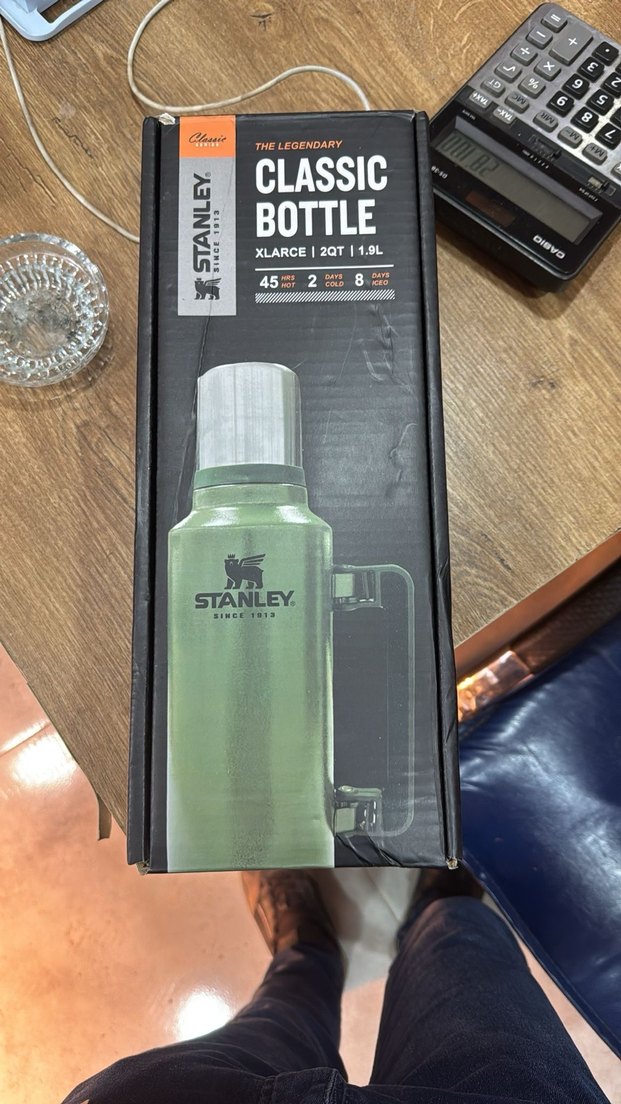 Classic
SERIES
STANLEY®
SINCE 1913
THE LEGENDARY
CLASSIC
BOTTLE
XLARCE | 2QT | 1.9L
45 HRS HOT 2 DAYS COLD 8 DAYS ICEO
STANLEY®
SINCE 1913
CASIO